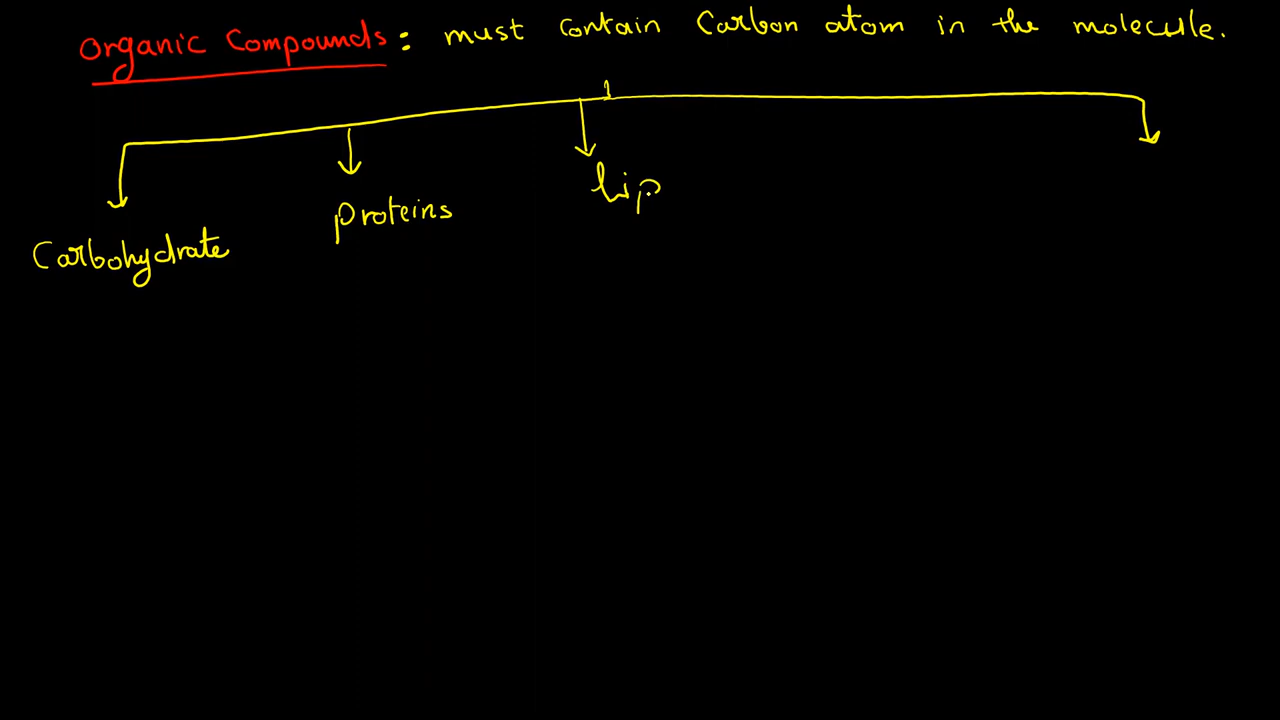 Organic Compounds: must contain Carbon atom in the molecule.
Carbohydrate
Proteins
Lip